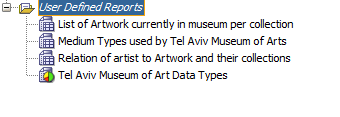 User Defined Reports
List of Artwork currently in museum per collection
Medium Types used by Tel Aviv Museum of Arts
Relation of artist to Artwork and their collections
Tel Aviv Museum of Art Data Types